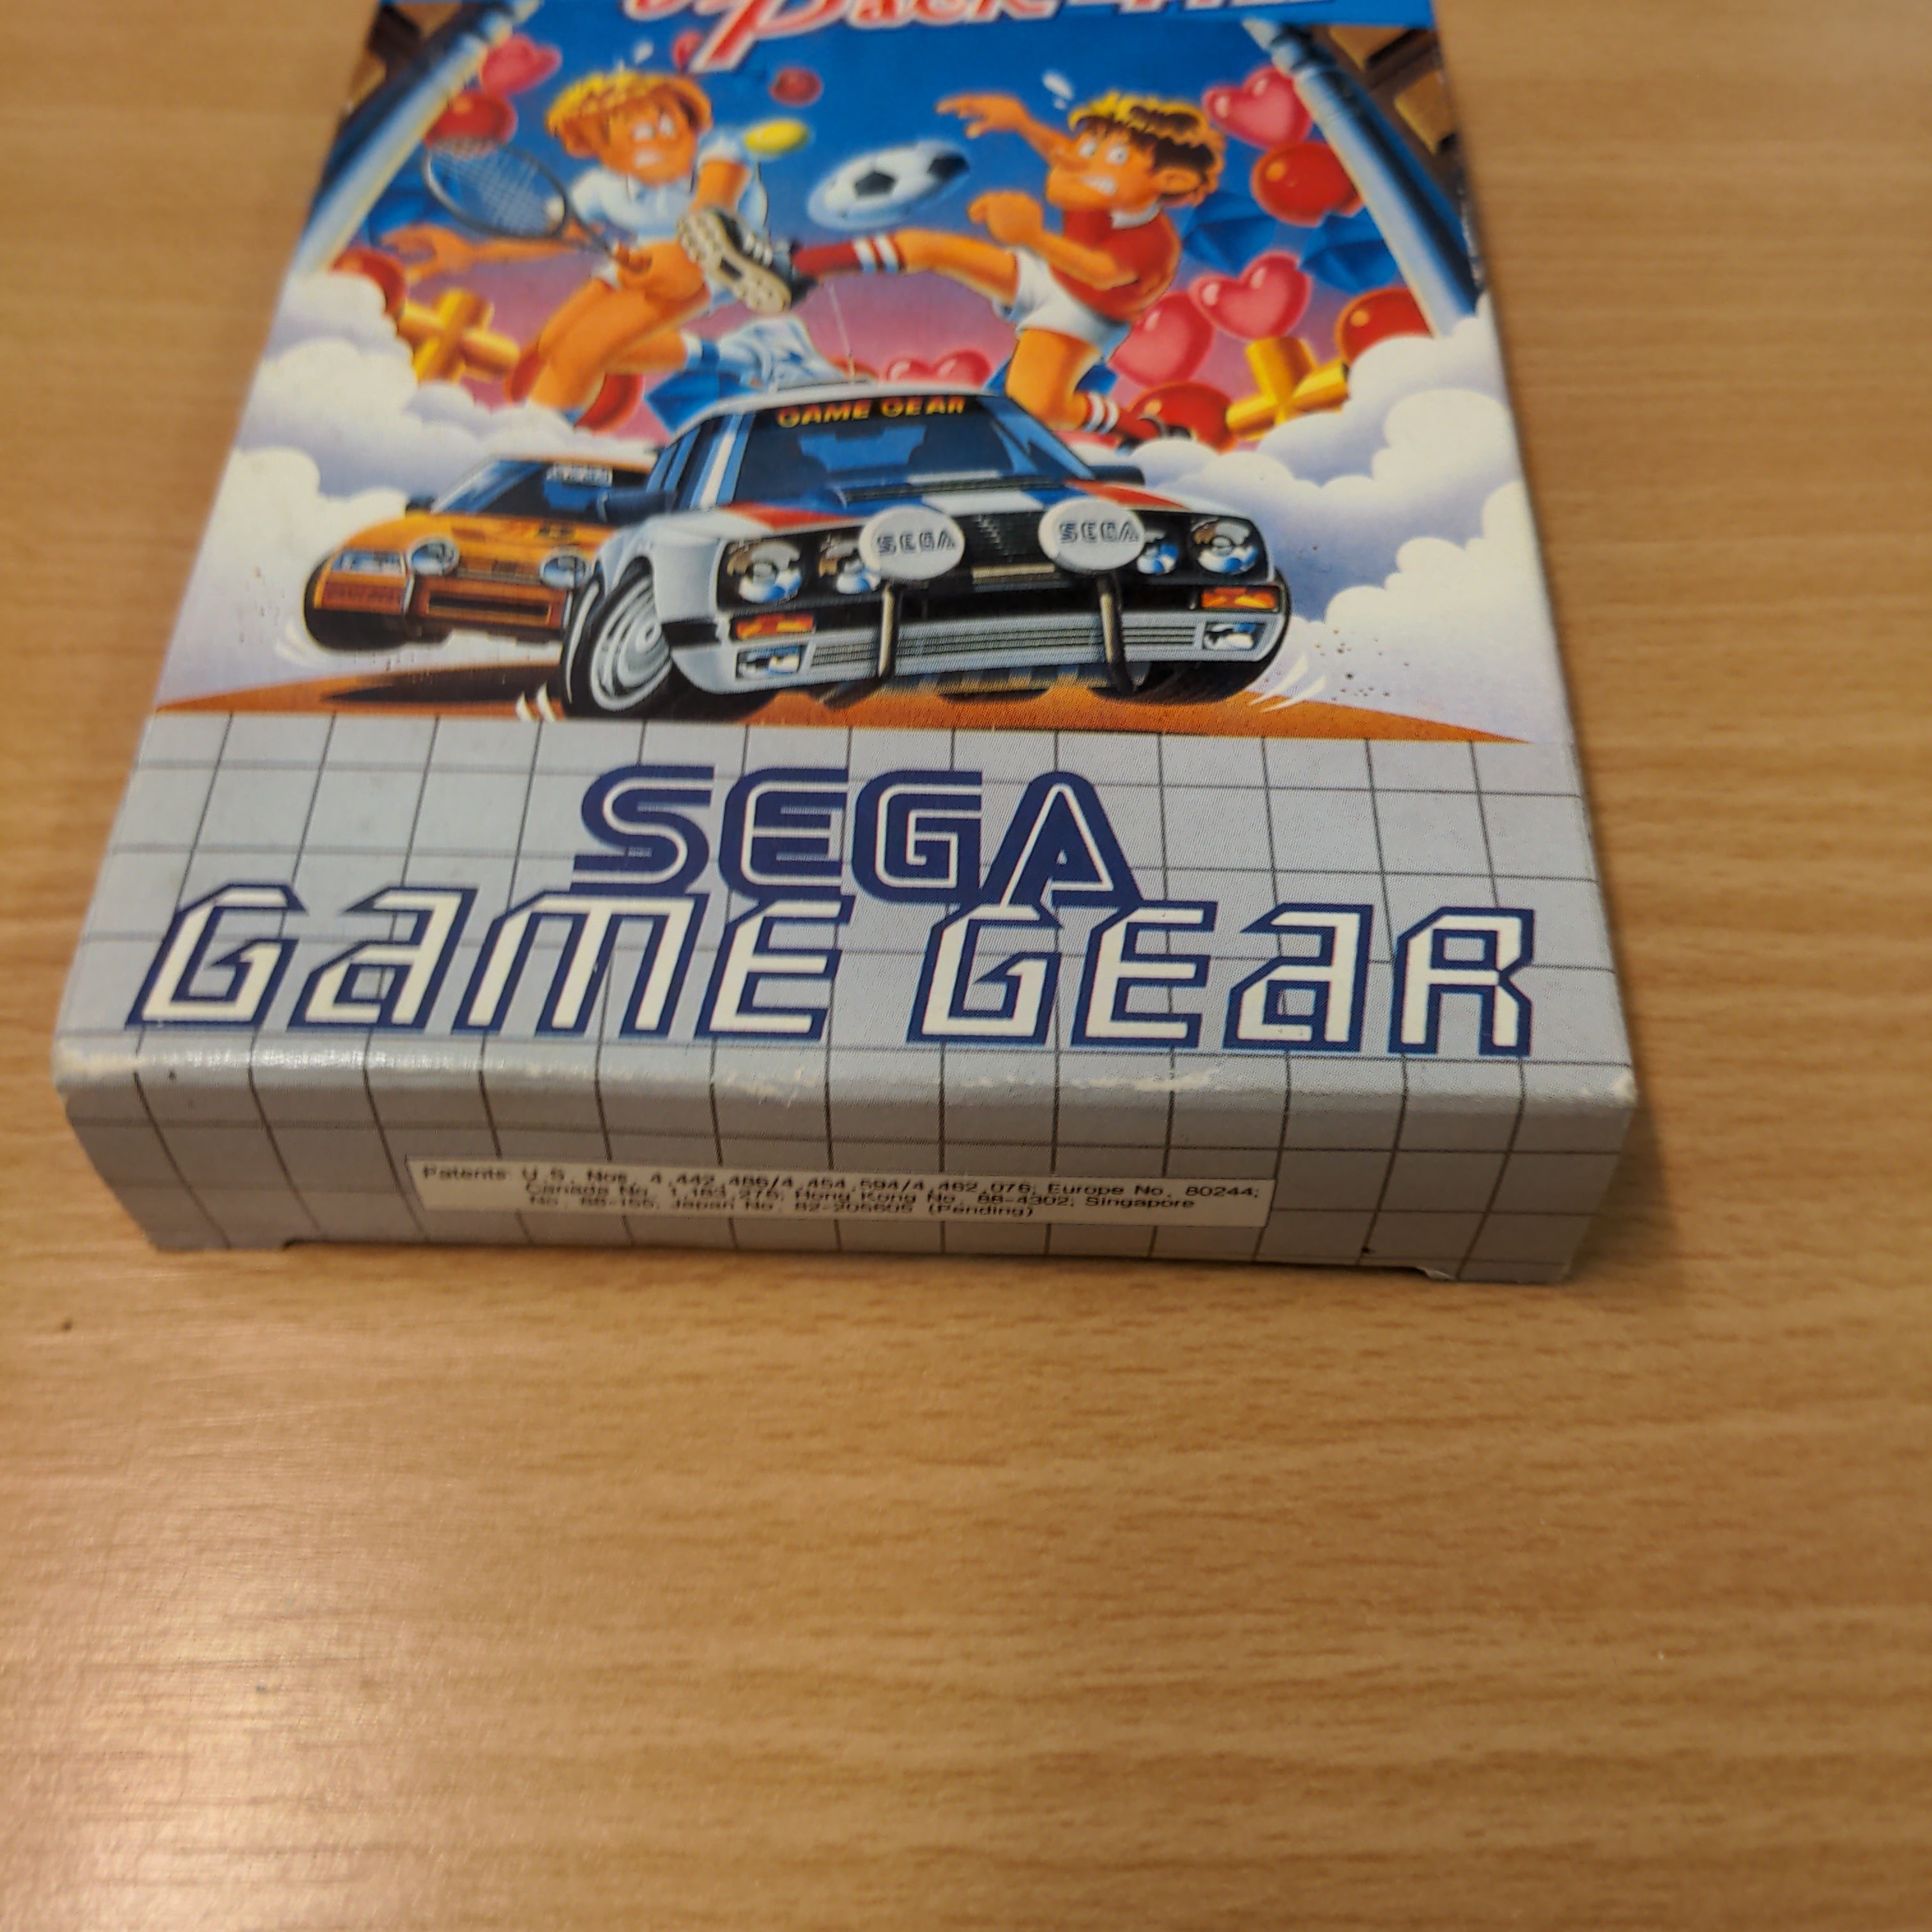 Pack
GAME GEAR
SEGA SEGA
SEGA
GAME GEAR
Patents: U.S. Nos. 4,442,486/4,454,594/4,462,076; Europe No. 80244;
Canada No. 1,183,276; Hong Kong No. 88-4302; Singapore
No. 88-155; Japan No. 82-205605 (Pending)